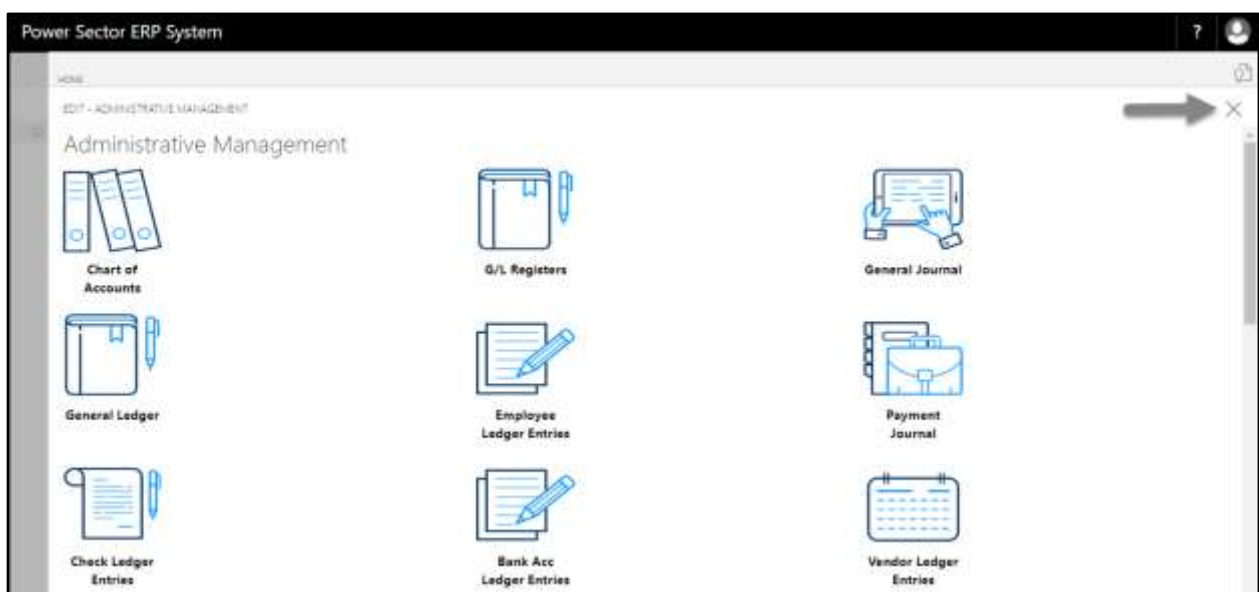 Power Sector ERP System
?
HOME
EDIT - ADMINISTRATIVE MANAGEMENT
Administrative Management
Chart of
Accounts
G/L Registers
General Journal
General Ledger
Employee
Ledger Entries
Payment
Journal
Check Ledger
Entries
Bank Acc
Ledger Entries
Vendor Ledger
Entries